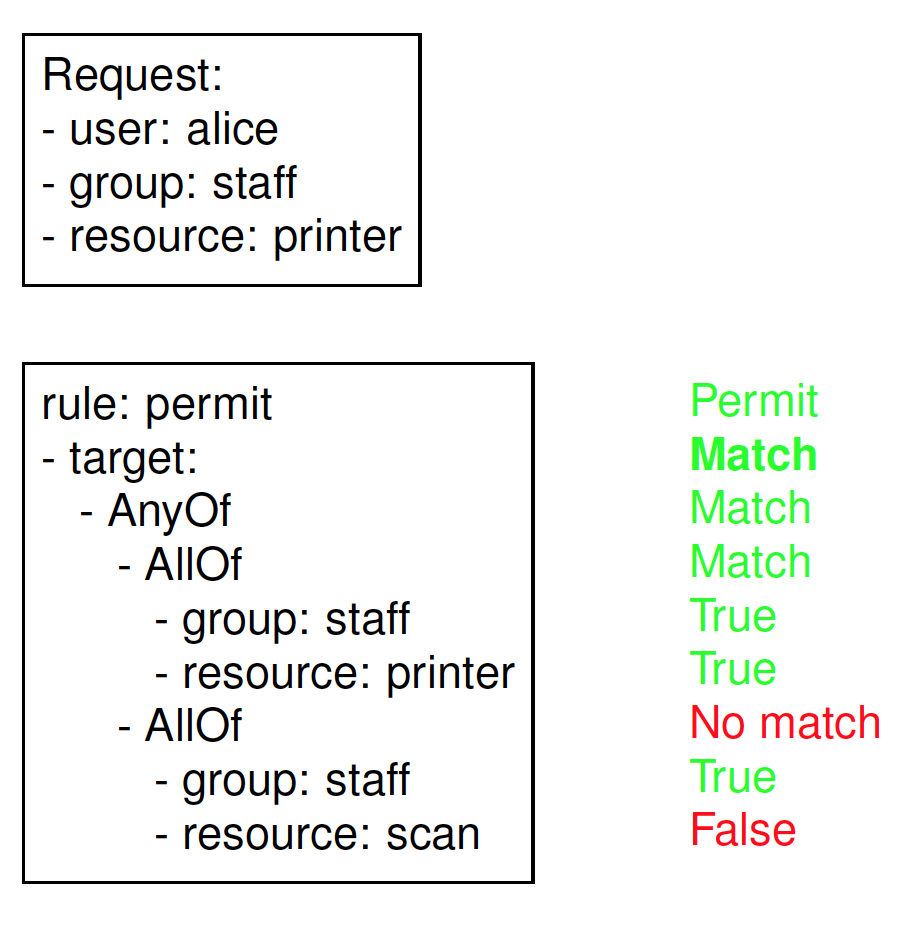 Request:
- user: alice
- group: staff
- resource: printer
rule: permit Permit
- target: Match
- AnyOf Match
- AllOf Match
- group: staff True
- resource: printer True
- AllOf No match
- group: staff True
- resource: scan False